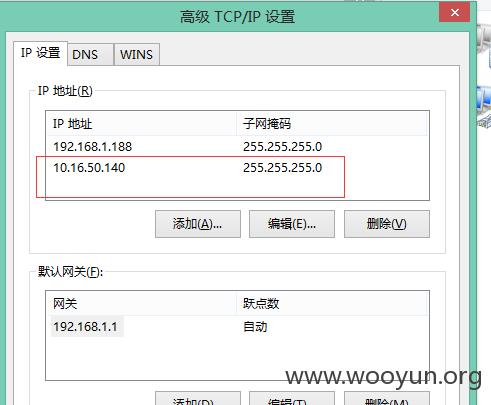 高级 TCP/IP 设置
IP 设置 DNS WINS
IP 地址(R)
IP 地址 子网掩码
192.168.1.188 255.255.255.0
10.16.50.140 255.255.255.0
添加(A)... 编辑(E)... 删除(V)
默认网关(F):
网关 跃点数
192.168.1.1 自动
www.wooyun.org
添加(D)... 编辑(T)... 删除(M)